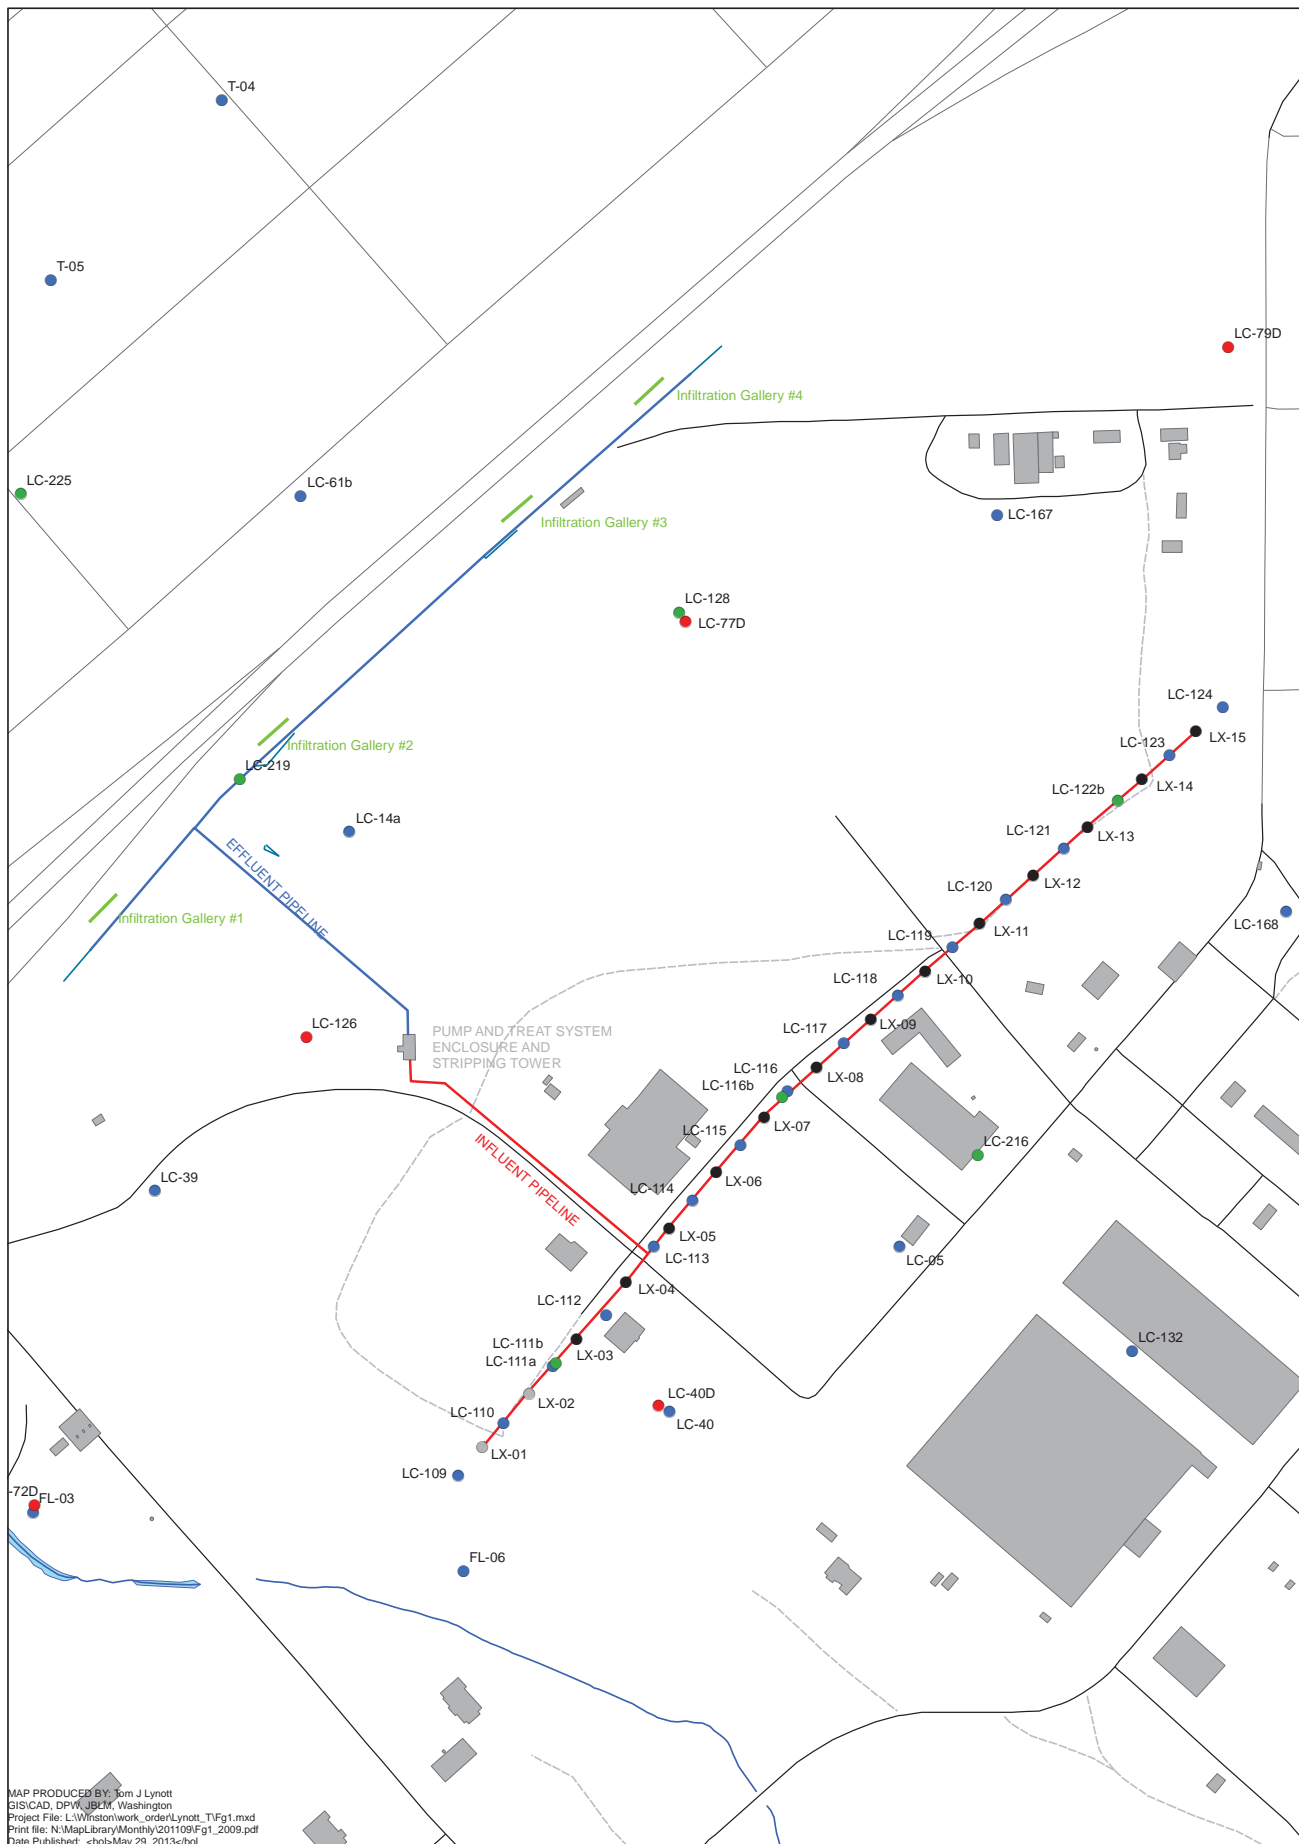 T-04
T-05
LC-79D
Infiltration Gallery #4
LC-225
LC-61b
LC-167
Infiltration Gallery #3
LC-128
LC-77D
LC-124
LX-15
Infiltration Gallery #2
LC-123
LC-219
LX-14
LC-122b
LC-14a
LX-13
LC-121
EFFLUENT PIPELINE
LX-12
LC-120
Infiltration Gallery #1
LX-11
LC-168
LC-119
LC-118
LX-10
LC-126
LX-09
PUMP AND TREAT SYSTEM
ENCLOSURE AND
STRIPPING TOWER
LC-117
LC-116
LX-08
LC-116b
LX-07
LC-115
LC-216
LC-39
INFLUENT PIPELINE
LX-06
LC-114
LX-05
LC-113
LC-05
LX-04
LC-112
LC-111b
LX-03
LC-132
LC-111a
LX-02
LC-40D
LC-110
LC-40
LX-01
LC-109
-72D
FL-03
FL-06
MAP PRODUCED BY: Tom J Lynott
GIS\CAD, DPW, JBLM, Washington
Project File: L:\Winston\work_order\Lynott_T\Fg1.mxd
Print file: N:\MapLibrary\Monthly\201109\Fg1_2009.pdf
Date Published: <bol>May 29, 2013</bol